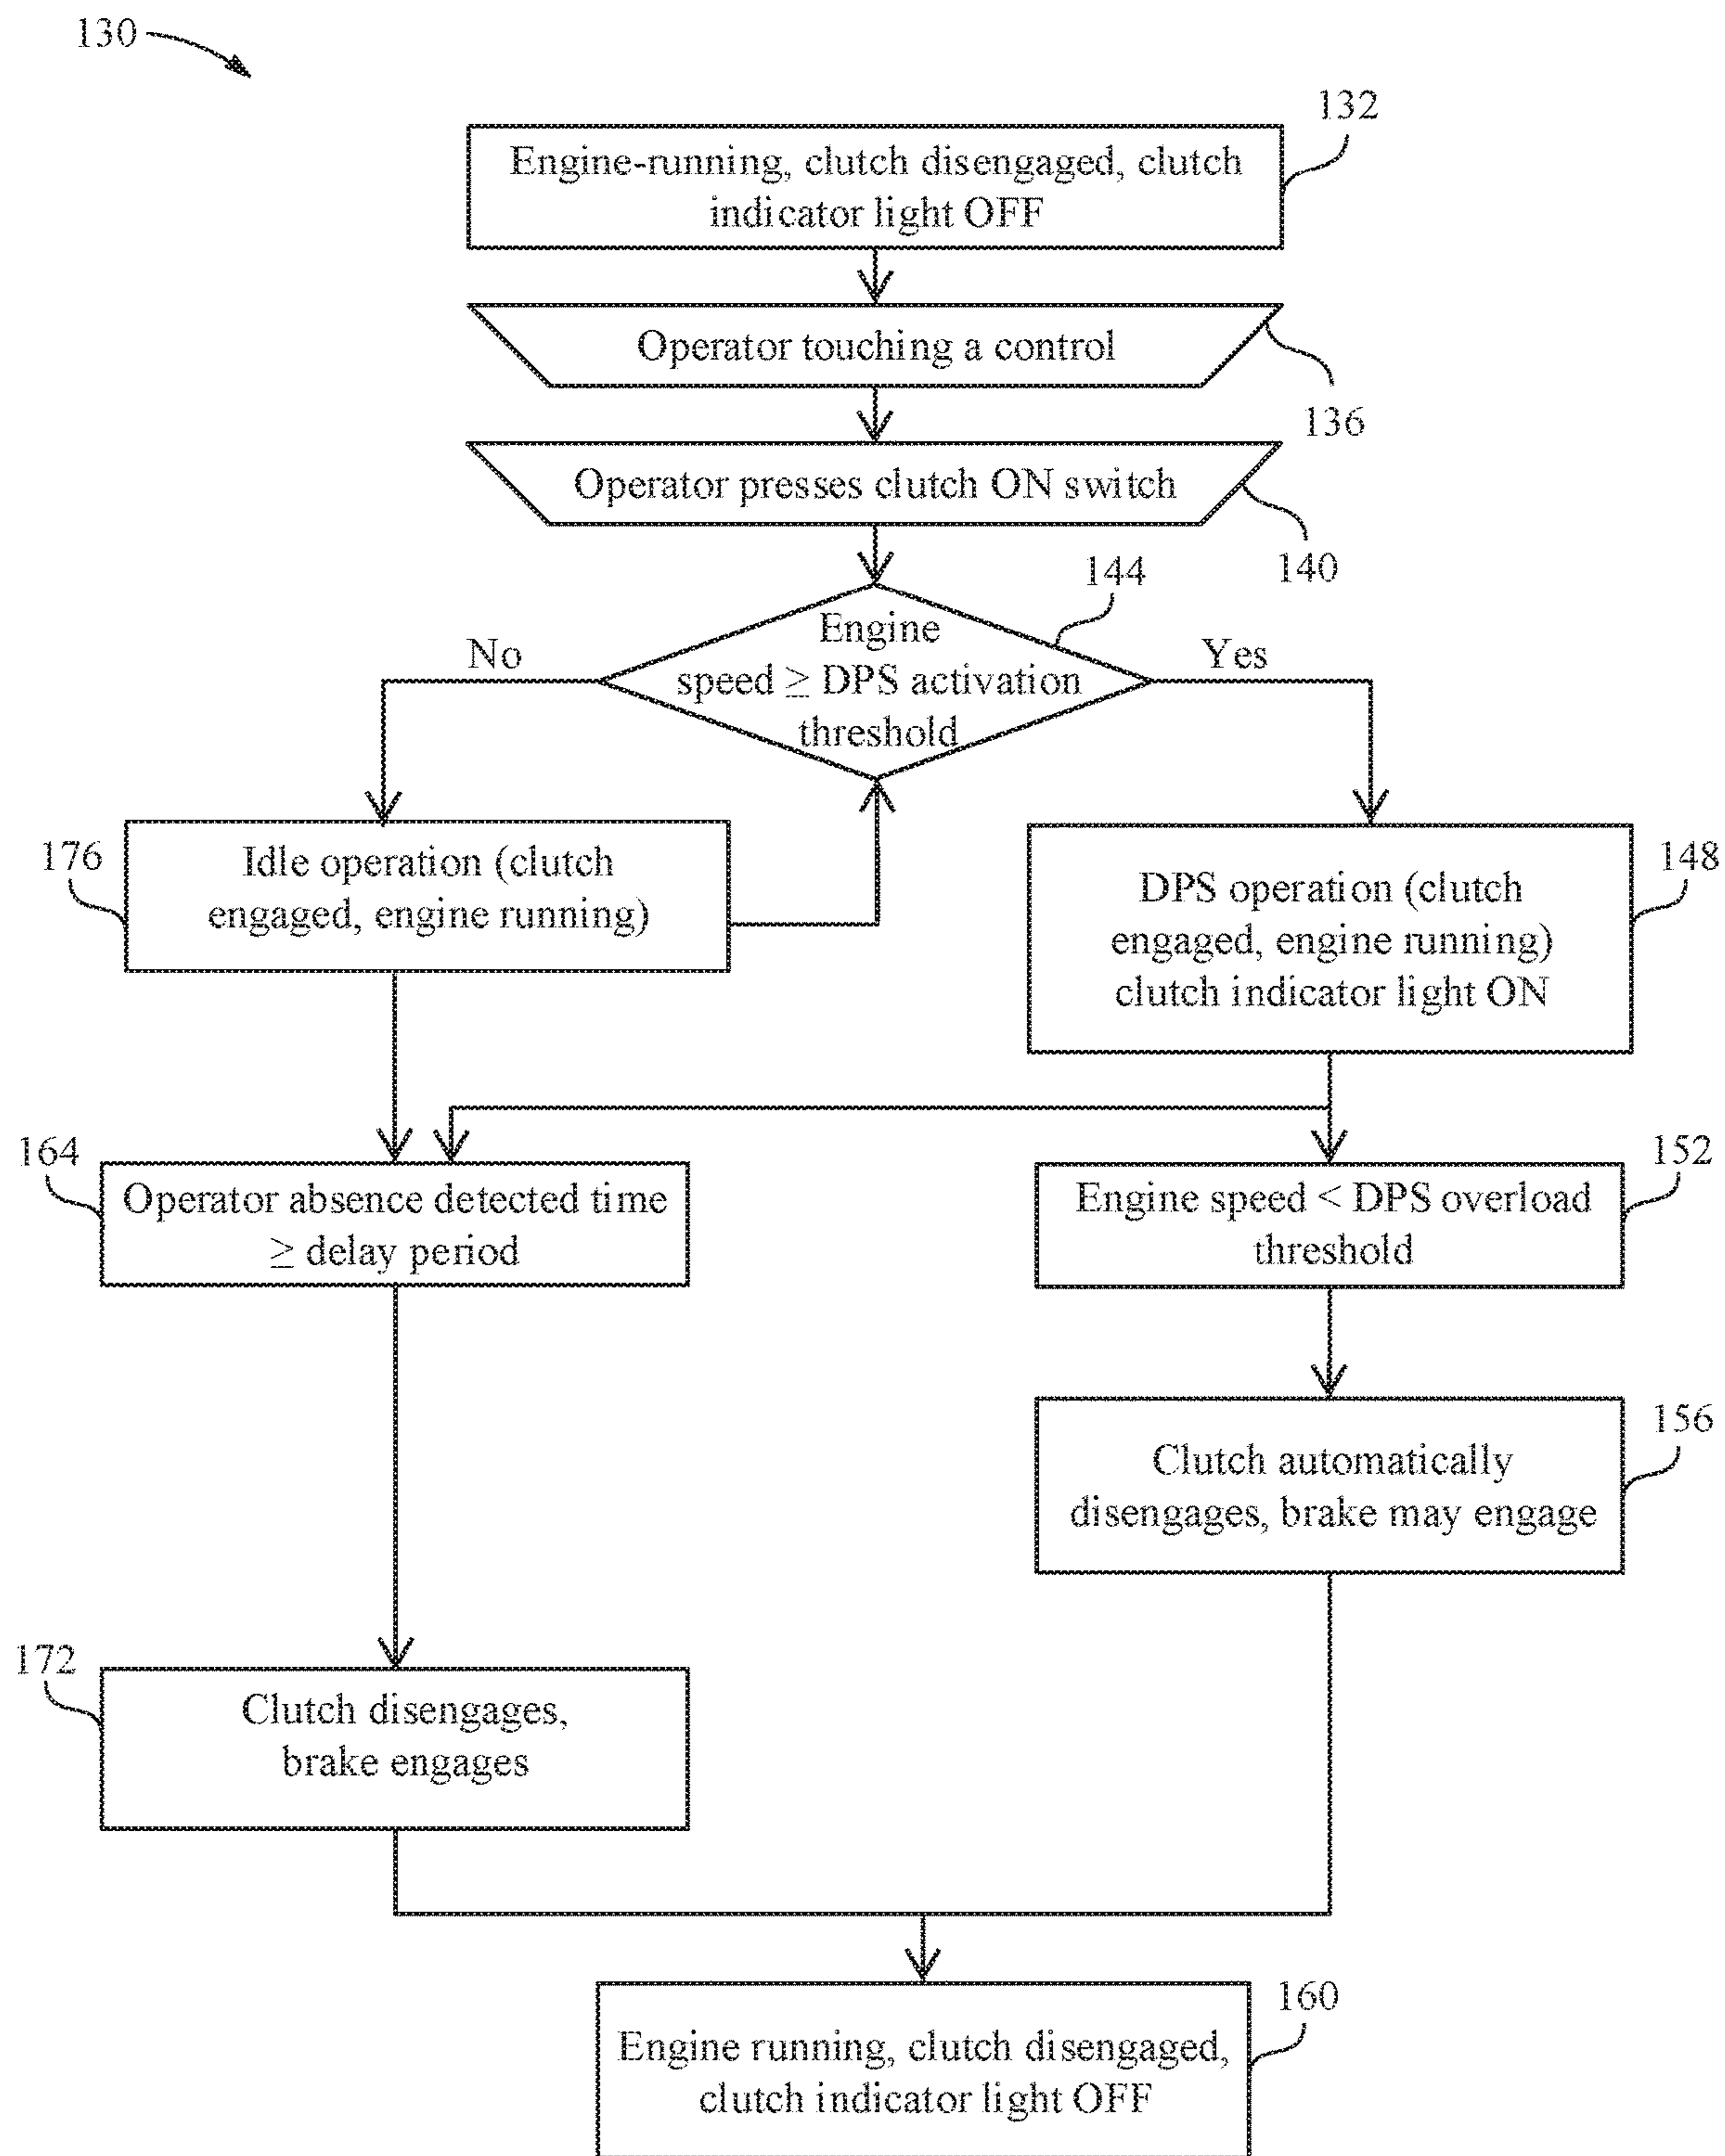 130
132
Engine-running, clutch disengaged, clutch
indicator light OFF
Operator touching a control
136
Operator presses clutch ON switch
140
144
Engine
speed ≥ DPS activation
threshold
No
Yes
176
Idle operation (clutch
engaged, engine running)
148
DPS operation (clutch
engaged, engine running)
clutch indicator light ON
164
Operator absence detected time
≥ delay period
152
Engine speed < DPS overload
threshold
156
Clutch automatically
disengages, brake may engage
172
Clutch disengages,
brake engages
160
Engine running, clutch disengaged,
clutch indicator light OFF